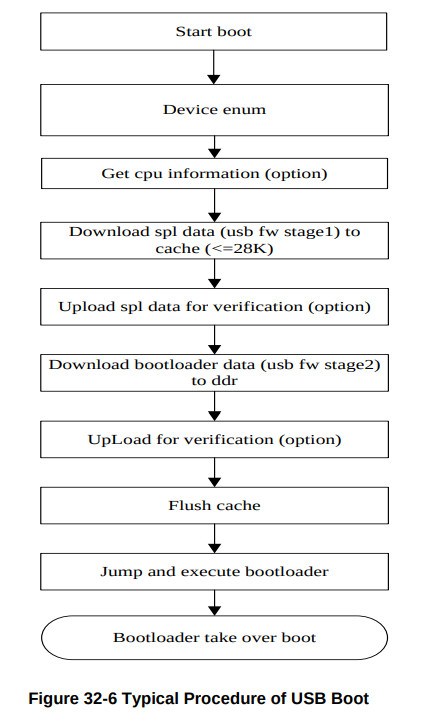 Start boot
Device enum
Get cpu information (option)
Download spl data (usb fw stage1) to
cache (<=28K)
Upload spl data for verification (option)
Download bootloader data (usb fw stage2)
to ddr
UpLoad for verification (option)
Flush cache
Jump and execute bootloader
Bootloader take over boot
Figure 32-6 Typical Procedure of USB Boot